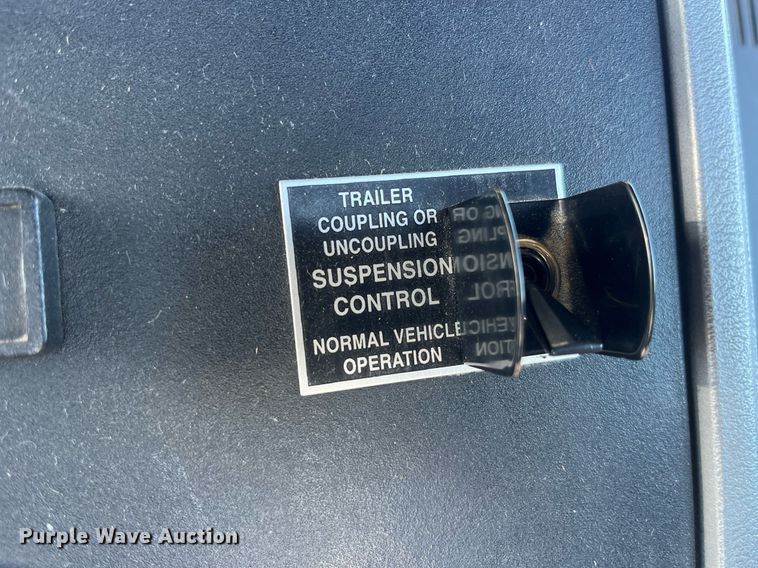 TRAILER
COUPLING OR
UNCOUPLING
SUSPENSION
CONTROL
NORMAL VEHICLE
OPERATION
Purple Wave Auction